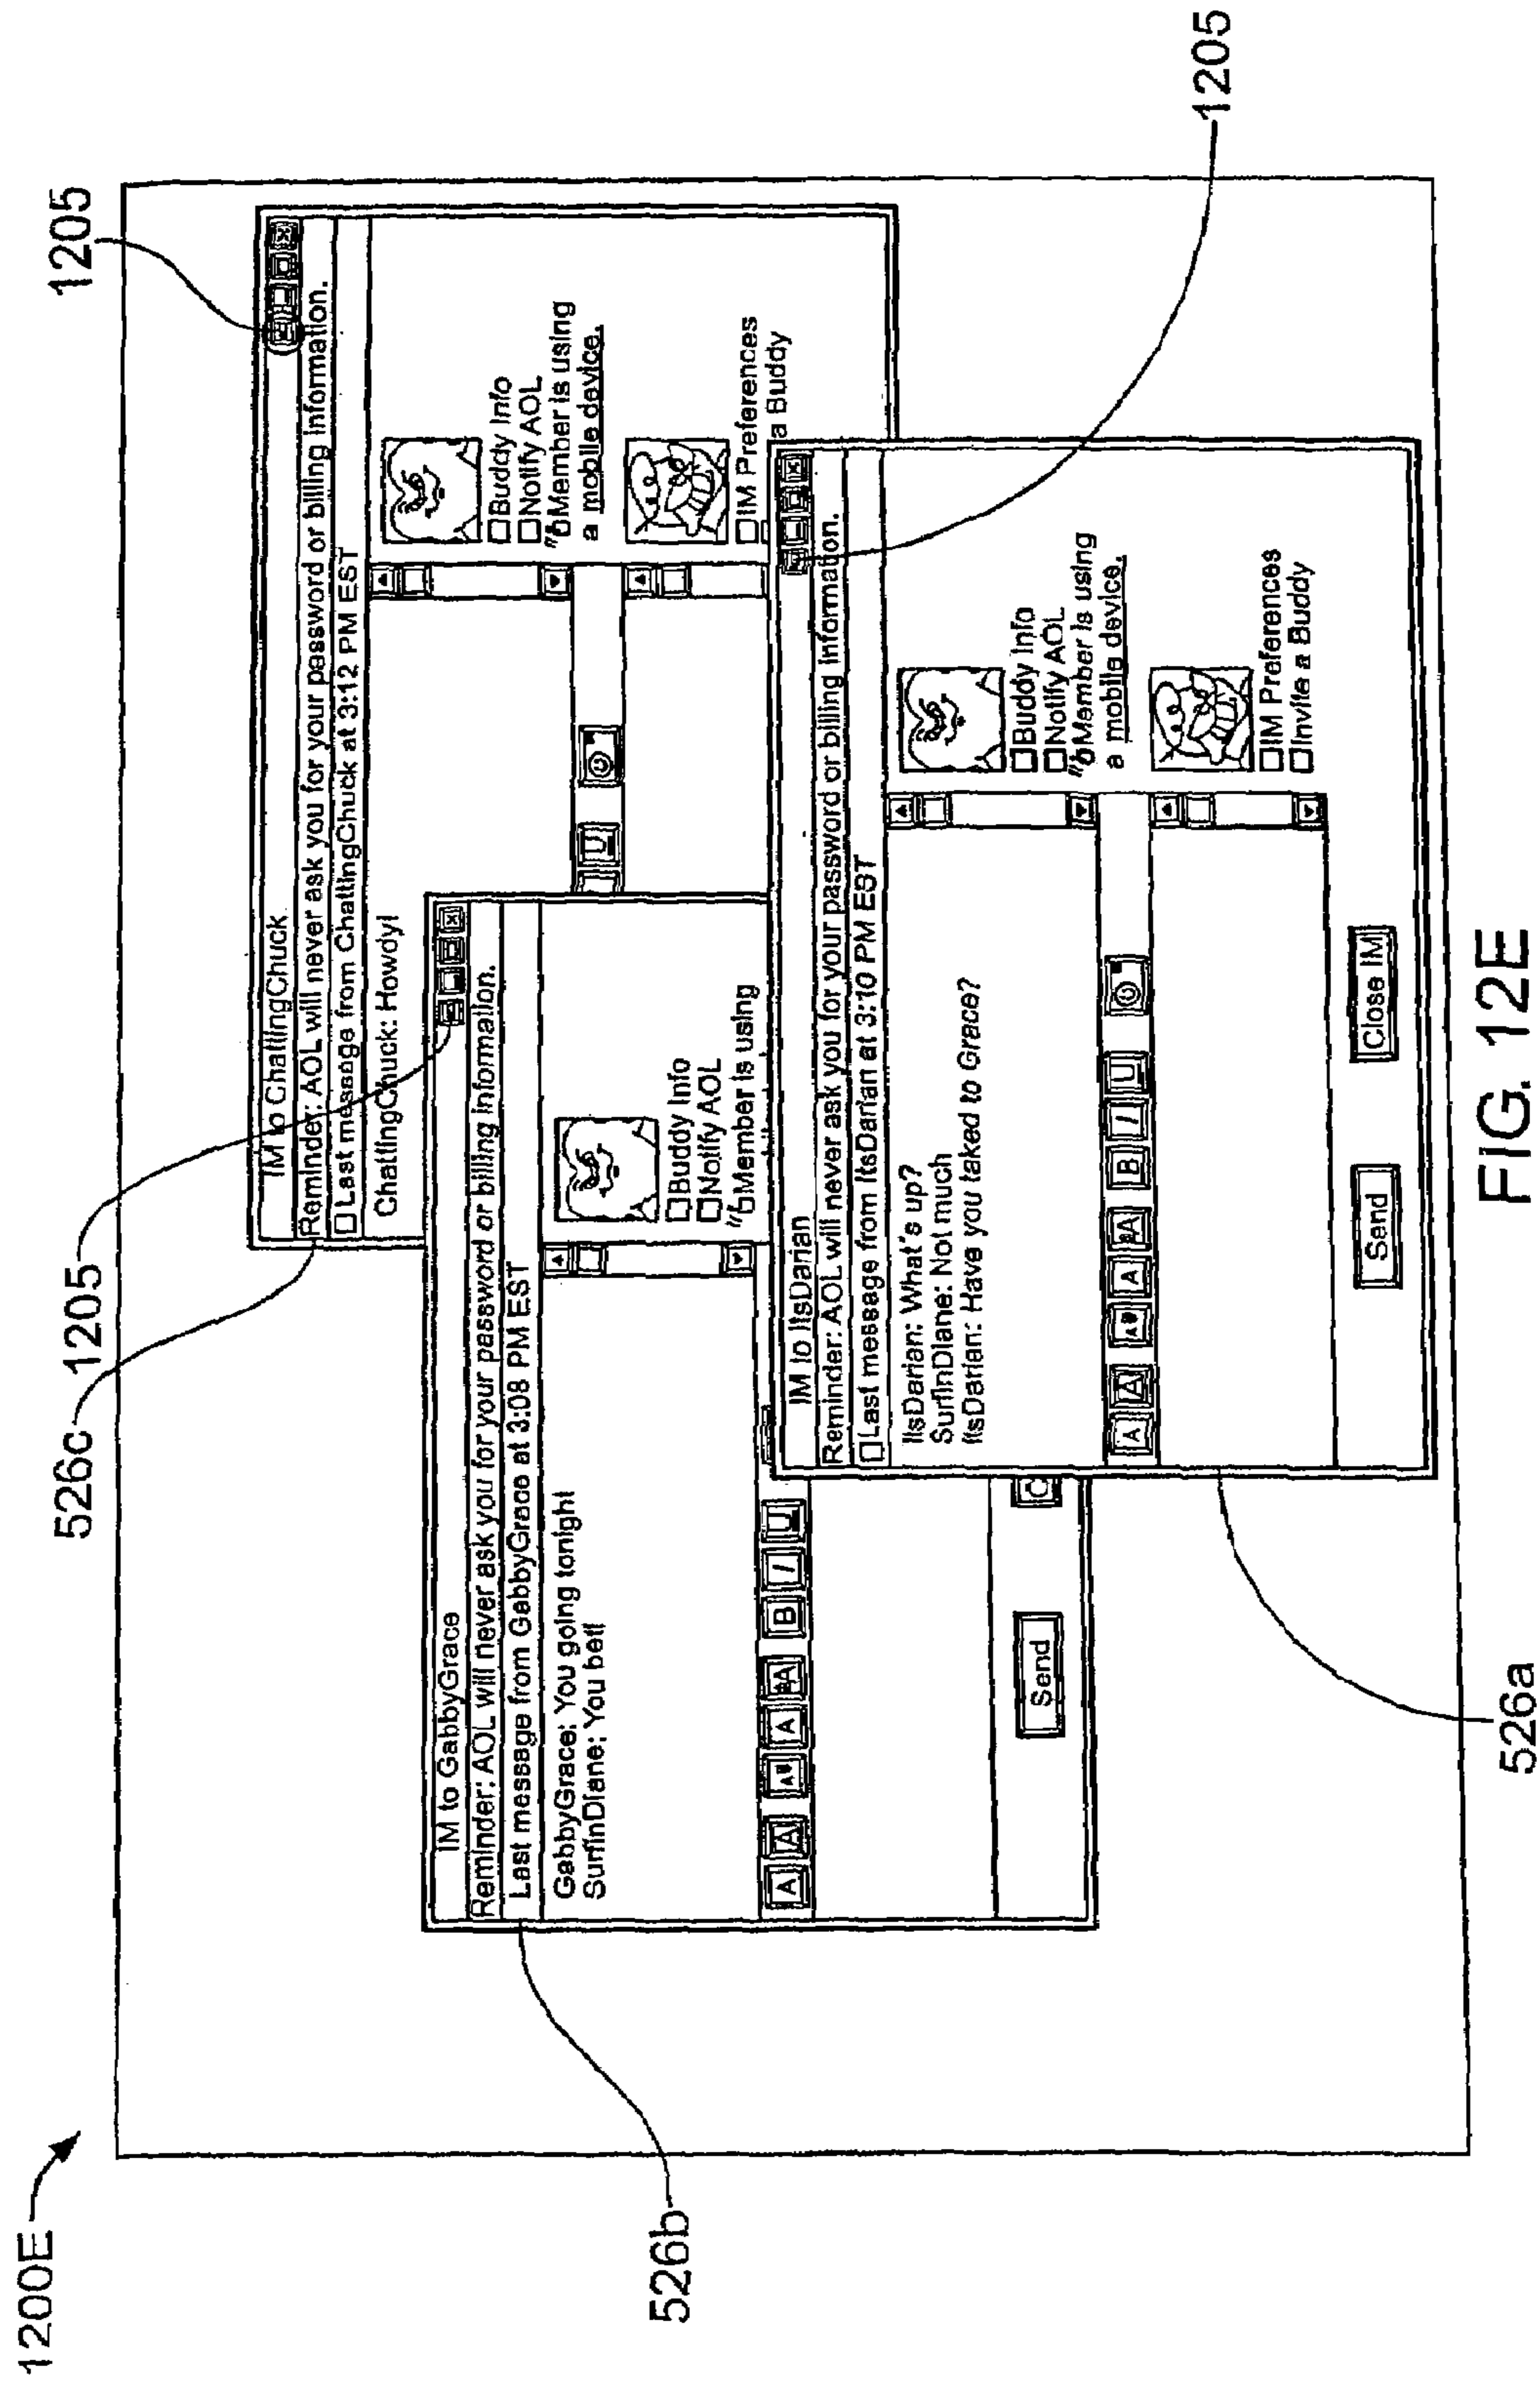 1200E
1205
526c
1205
IM to ChattingChuck
Reminder: AOL will never ask you for your password or billing information.
Last message from ChattingChuck at 3:12 PM EST
ChattingChuck: Howdy!
Buddy Info
Notify AOL
"Member is using
a mobile device.
U
IM Preferences
a Buddy
526b
IM to GabbyGrace
Reminder: AOL will never ask you for your password or billing information.
Last message from GabbyGrace at 3:08 PM EST
GabbyGrace: You going tonight
SurfinDiane: You bet!
Buddy Info
Notify AOL
"Member is using
A A A A A B I U
Send
C
1205
IM to ItsDarian
Reminder: AOL will never ask you for your password or billing information.
Last message from ItsDarian at 3:10 PM EST
ItsDarian: What's up?
SurfinDiane: Not much
ItsDarian: Have you taked to Grace?
Buddy Info
Notify AOL
"Member is using
a mobile device.
A A A A A B I U
IM Preferences
Invite a Buddy
Send
Close IM
526a
FIG. 12E